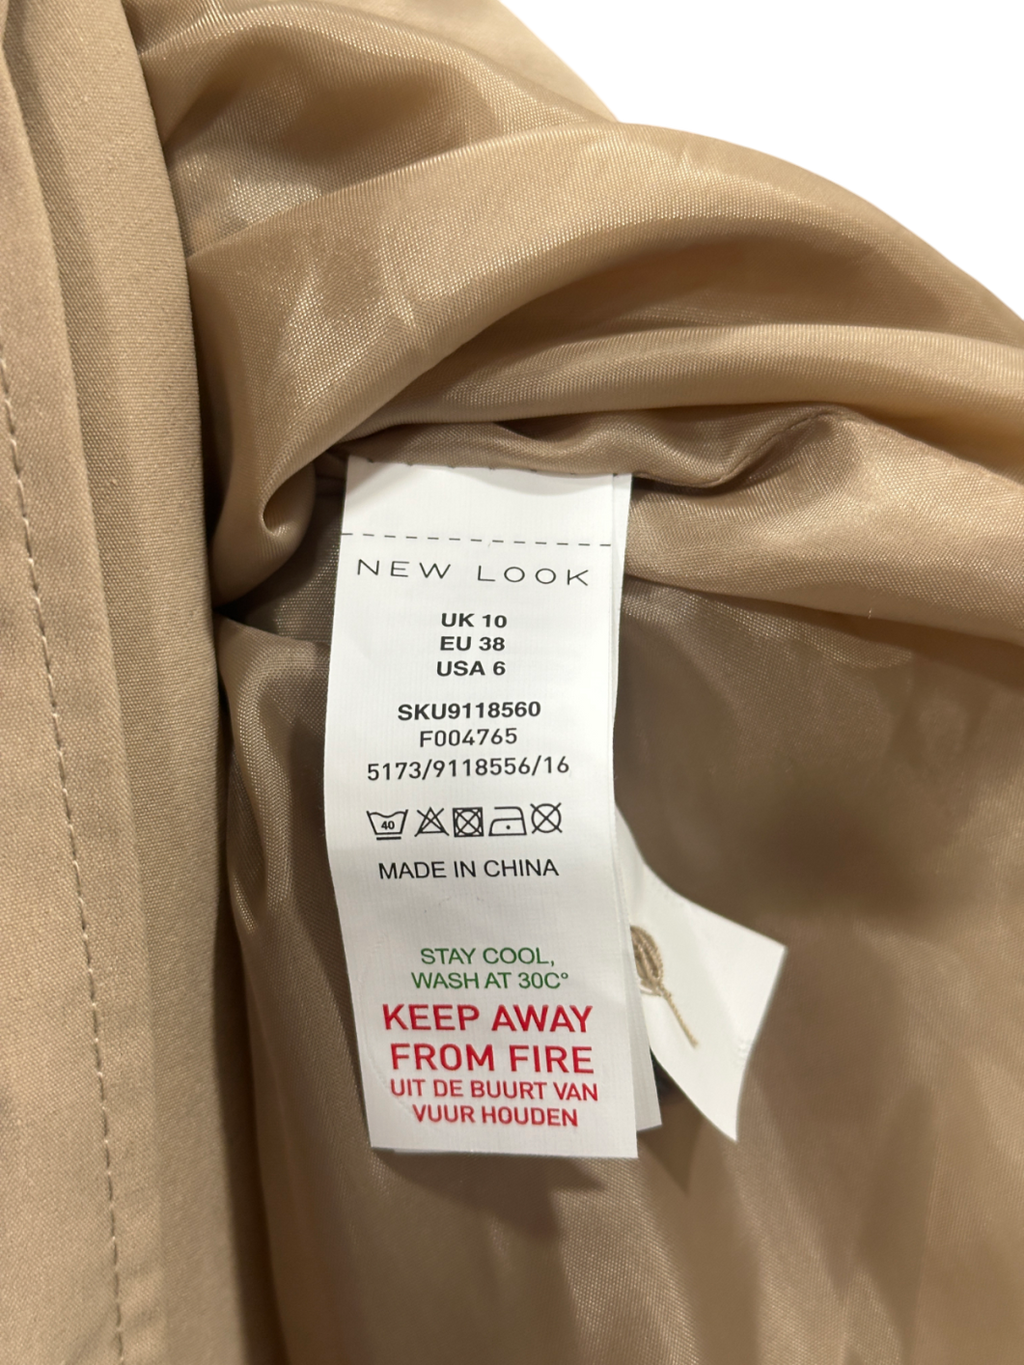 NEW LOOK
UK 10
EU 38
USA 6
SKU9118560
F004765
5173/9118556/16
40
MADE IN CHINA
STAY COOL,
WASH AT 30C°
KEEP AWAY
FROM FIRE
UIT DE BUURT VAN
VUUR HOUDEN